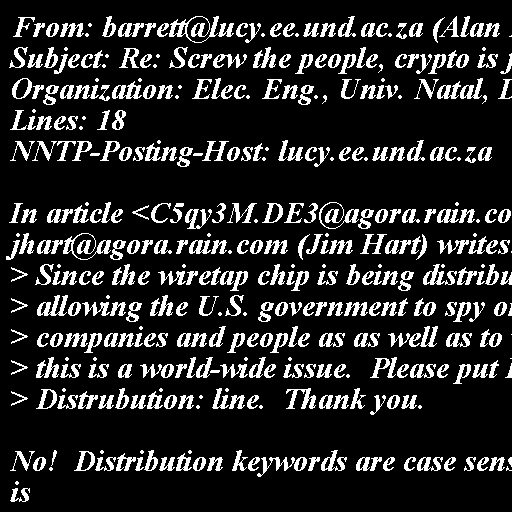 From: barrett@lucy.ee.und.ac.za (Alan
Subject: Re: Screw the people, crypto is
Organization: Elec. Eng., Univ. Natal,
Lines: 18
NNTP-Posting-Host: lucy.ee.und.ac.za
In article <C5qy3M.DE3@agora.rain.co
jhart@agora.rain.com (Jim Hart) writes:
> Since the wiretap chip is being distribu
> allowing the U.S. government to spy
> companies and people as as well as to
> this is a world-wide issue.  Please put
> Distrubution: line.  Thank you.
No!  Distribution keywords are case sens
is